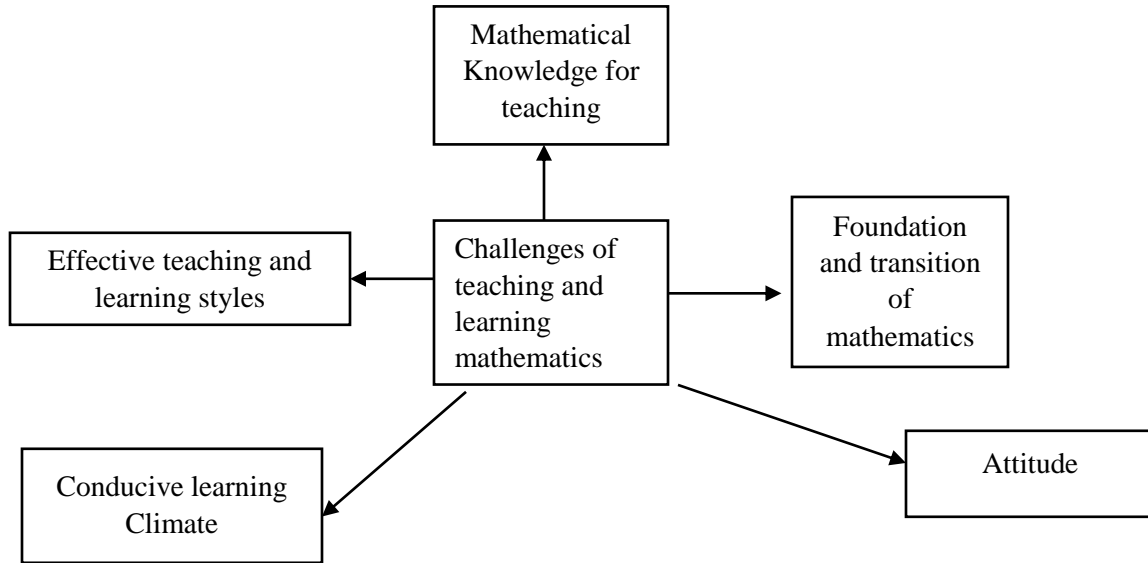 Mathematical
Knowledge for
teaching
Effective teaching and
learning styles
Challenges of
teaching and
learning
mathematics
Foundation
and transition
of
mathematics
Conducive learning
Climate
Attitude